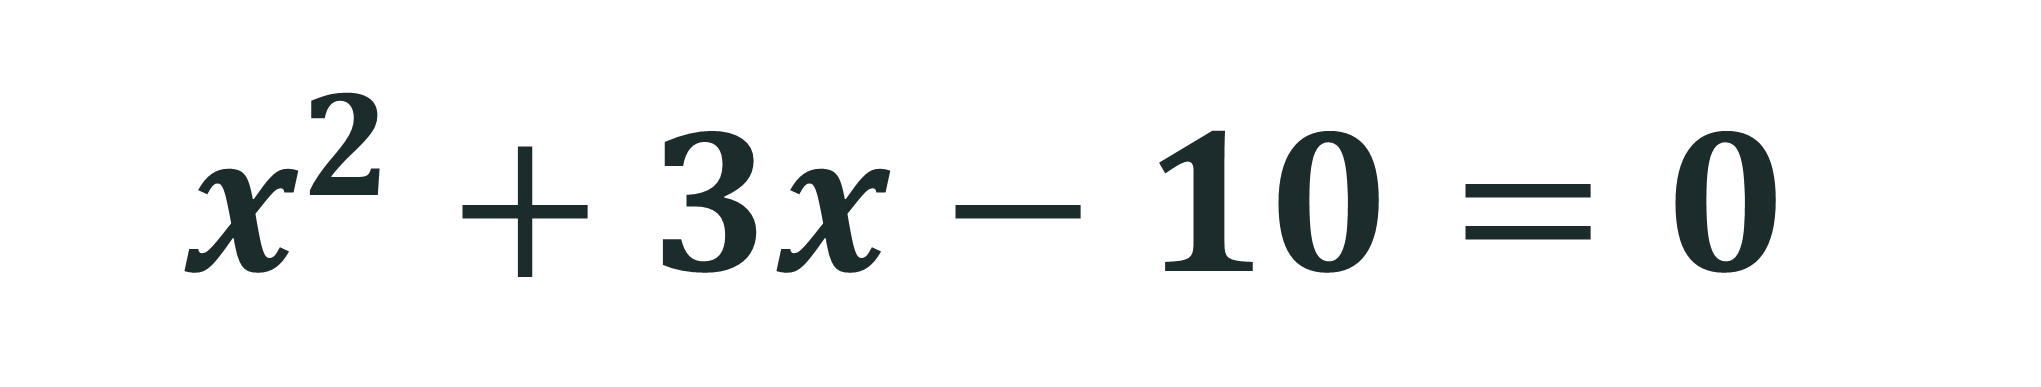 x² + 3x − 10 = 0